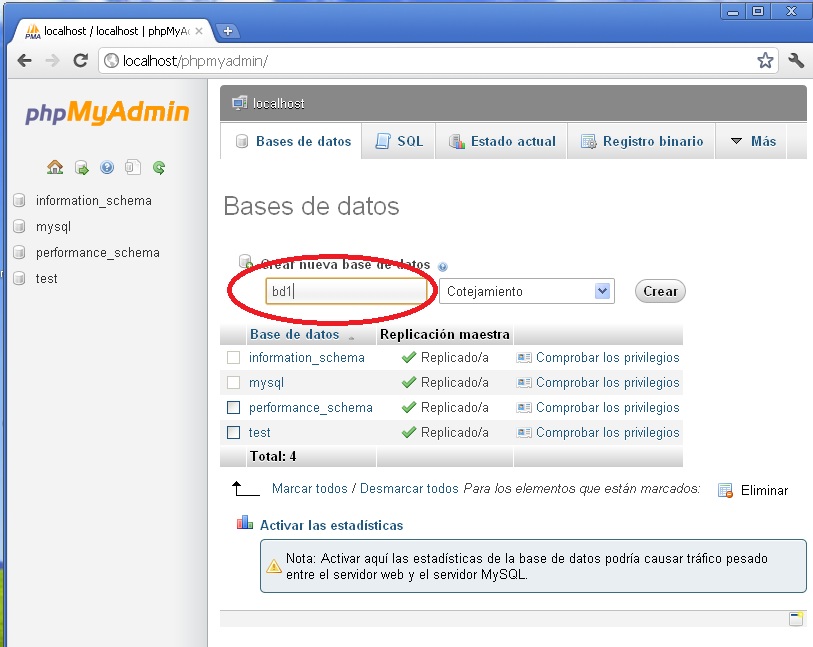 localhost / localhost | phpMyAc
localhost/phpmyadmin/
phpMyAdmin
information_schema
mysql
performance_schema
test
localhost
Bases de datos SQL Estado actual Registro binario Más
Bases de datos
Crear nueva base de datos
bd1 Cotejamiento Crear
Base de datos Replicación maestra
information_schema Replicado/a Comprobar los privilegios
mysql Replicado/a Comprobar los privilegios
performance_schema Replicado/a Comprobar los privilegios
test Replicado/a Comprobar los privilegios
Total: 4
Marcar todos / Desmarcar todos Para los elementos que están marcados: Eliminar
Activar las estadísticas
Nota: Activar aquí las estadísticas de la base de datos podría causar tráfico pesado
entre el servidor web y el servidor MySQL.